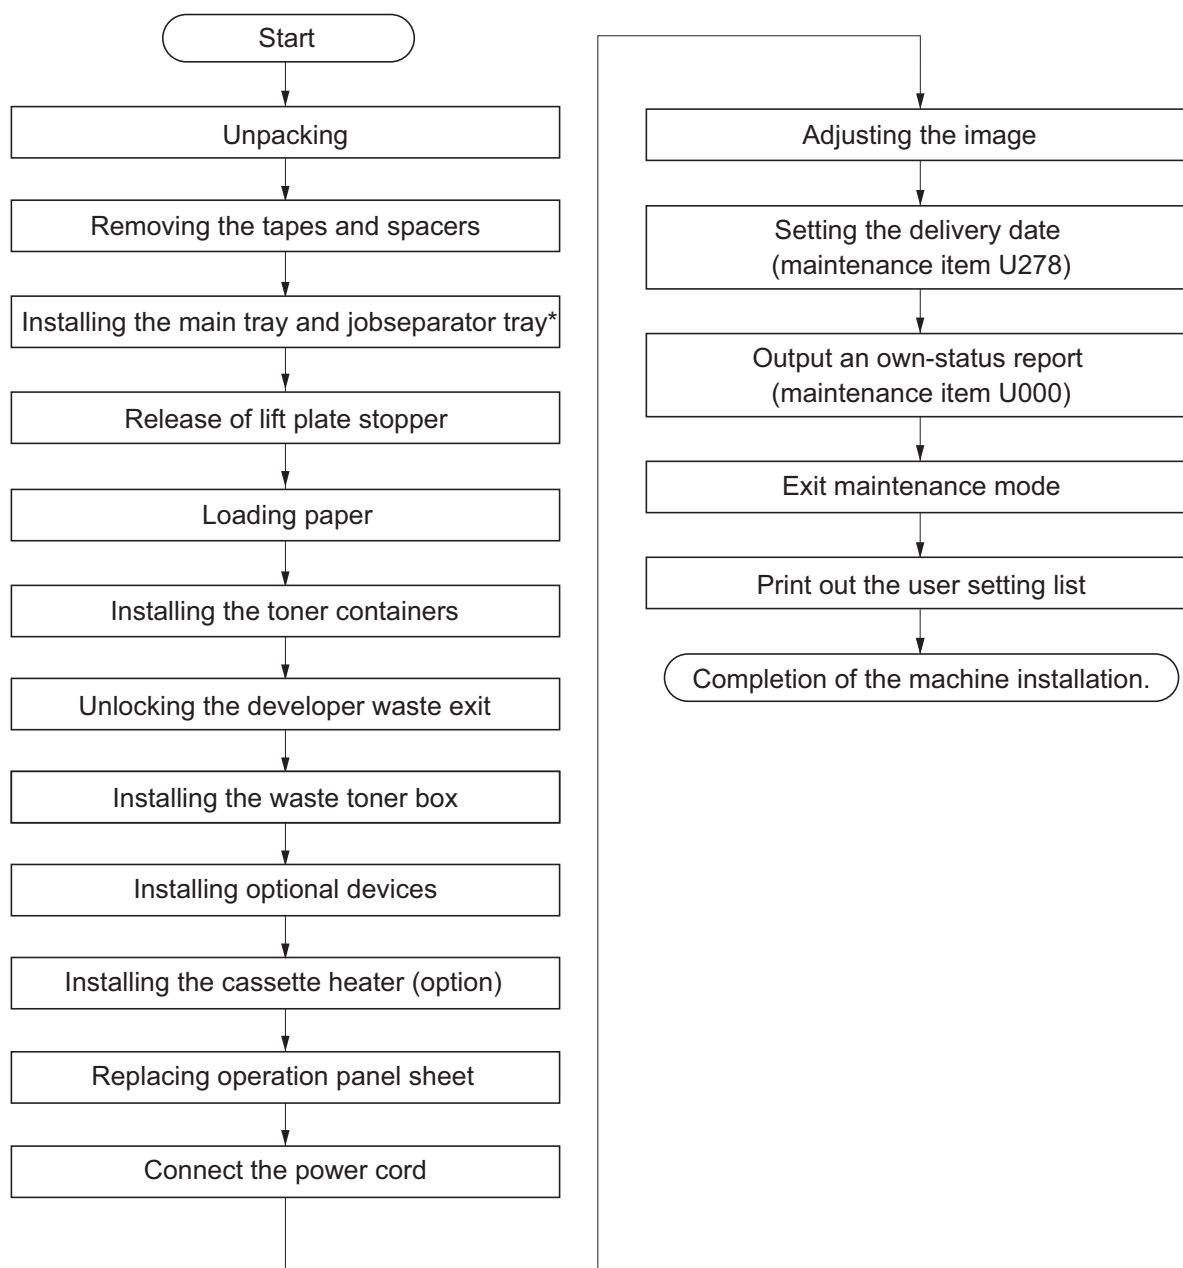 Start
Unpacking
Removing the tapes and spacers
Installing the main tray and jobseparator tray*
Release of lift plate stopper
Loading paper
Installing the toner containers
Unlocking the developer waste exit
Installing the waste toner box
Installing optional devices
Installing the cassette heater (option)
Replacing operation panel sheet
Connect the power cord
Adjusting the image
Setting the delivery date
(maintenance item U278)
Output an own-status report
(maintenance item U000)
Exit maintenance mode
Print out the user setting list
Completion of the machine installation.